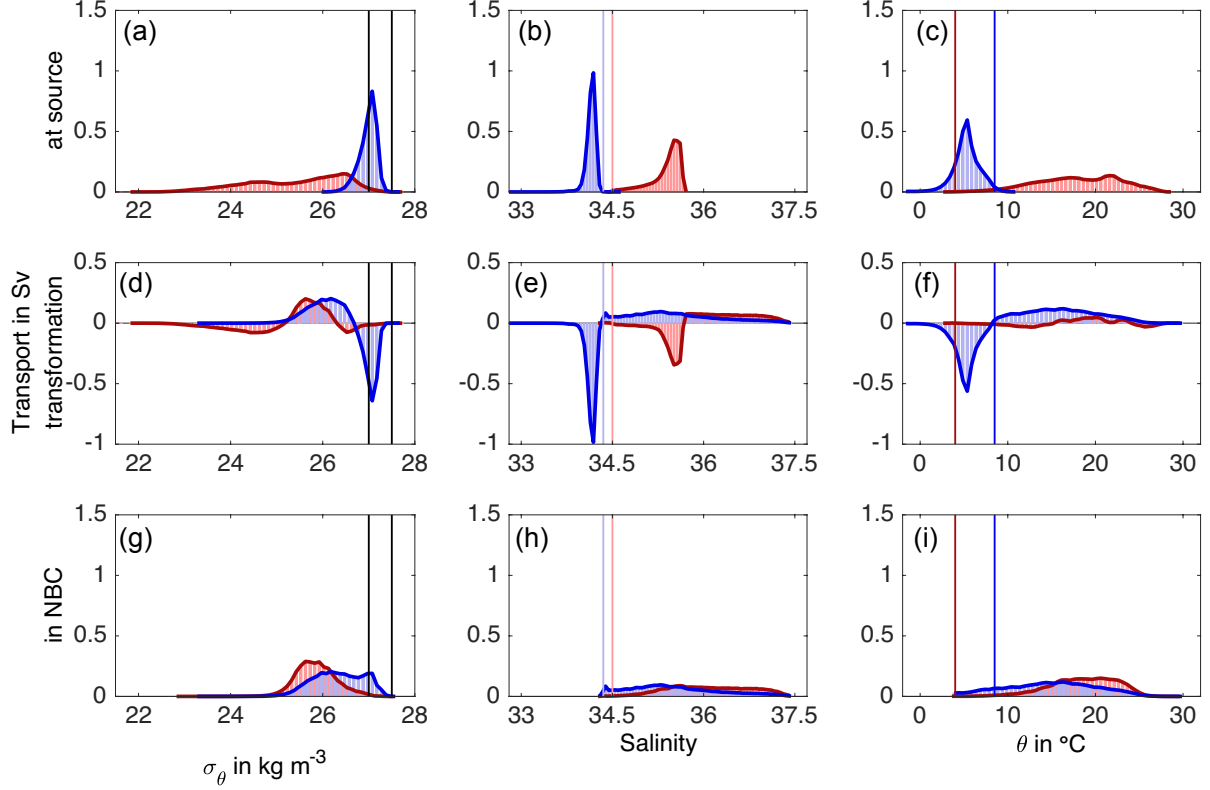 (a) (b) (c)
1.5 1.5 1.5
1 1 1
0.5 0.5 0.5
0 0 0
22 24 26 28 33 34.5 36 37.5 0 10 20 30
at source
(d) (e) (f)
0.5 0.5 0.5
0 0 0
-0.5 -0.5 -0.5
-1 -1 -1
22 24 26 28 33 34.5 36 37.5 0 10 20 30
Transport in Sv
transformation
(g) (h) (i)
1.5 1.5 1.5
1 1 1
0.5 0.5 0.5
0 0 0
22 24 26 28 33 34.5 36 37.5 0 10 20 30
in NBC
σθ in kg m-3
Salinity
θ in °C